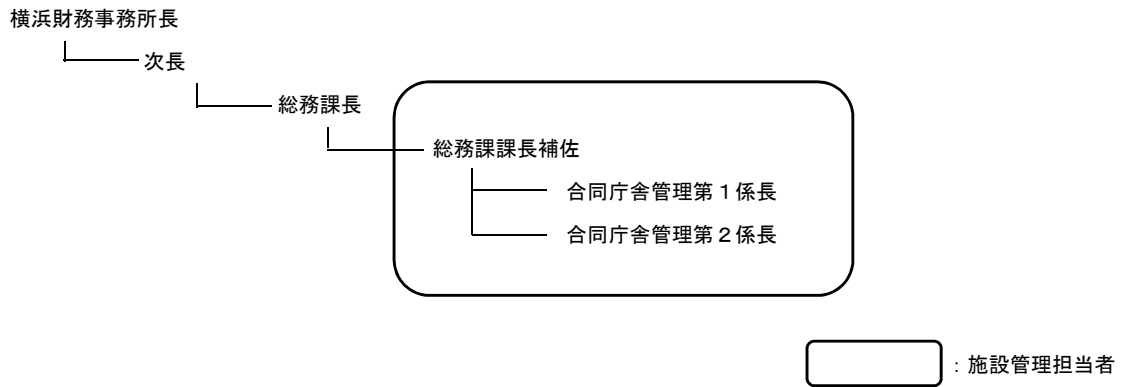 横浜財務事務所長
次長
総務課長
総務課課長補佐
合同庁舎管理第1係長
合同庁舎管理第2係長
：施設管理担当者